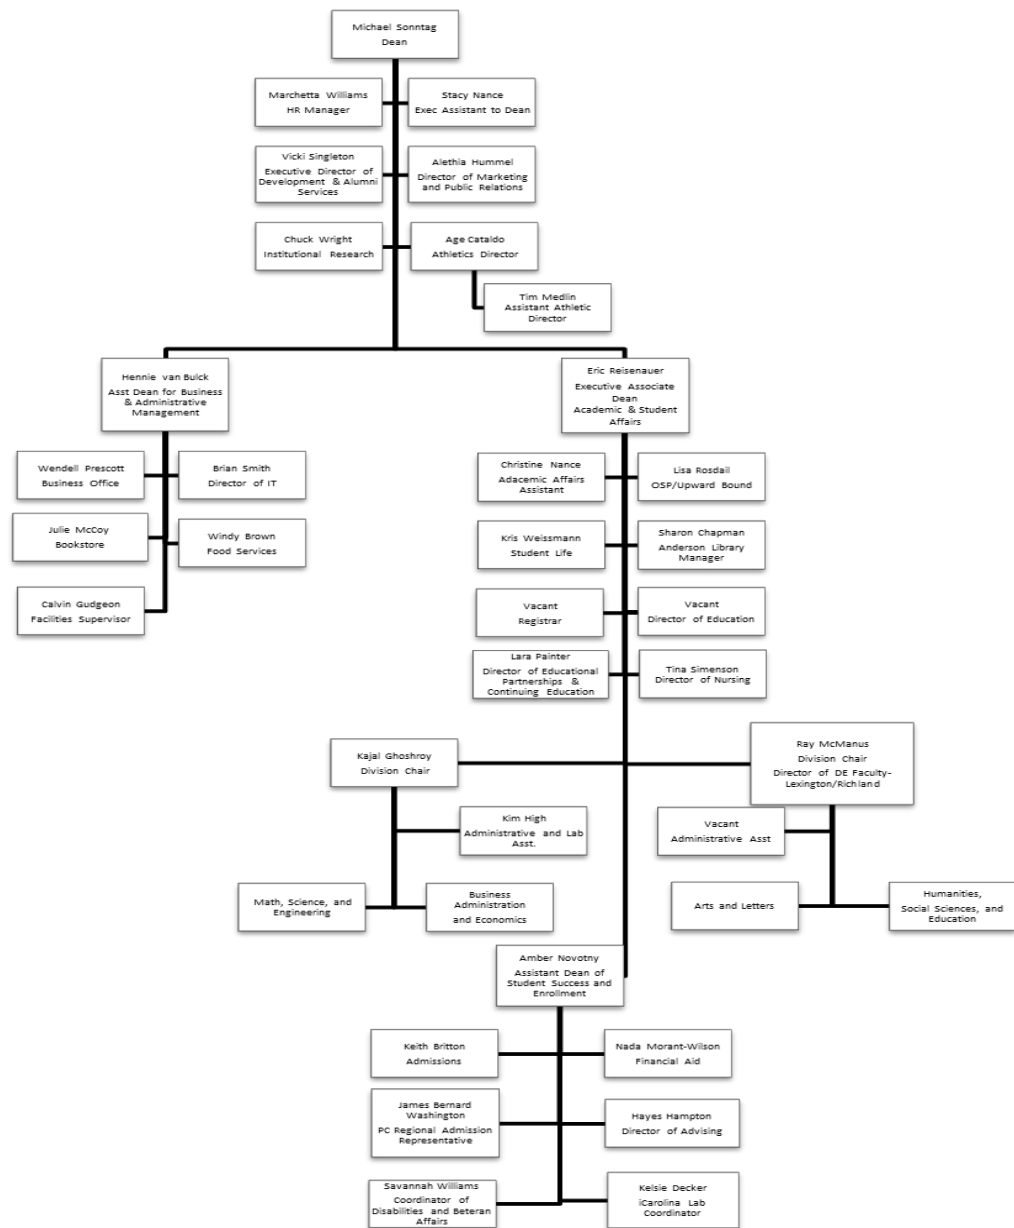 Michael Sonntag
Dean
Marchetta Williams
HR Manager
Stacy Nance
Exec Assistant to Dean
Vicki Singleton
Executive Director of
Development & Alumni
Services
Alethia Hummel
Director of Marketing
and Public Relations
Chuck Wright
Institutional Research
Age Cataldo
Athletics Director
Tim Medlin
Assistant Athletic
Director
Hennie van Bulck
Asst Dean for Business
& Administrative
Management
Eric Reisenauer
Executive Associate
Dean
Academic & Student
Affairs
Wendell Prescott
Business Office
Brian Smith
Director of IT
Julie McCoy
Bookstore
Windy Brown
Food Services
Calvin Gudgeon
Facilities Supervisor
Christine Nance
Adacemic Affairs
Assistant
Lisa Rosdail
OSP/Upward Bound
Kris Weissmann
Student Life
Sharon Chapman
Anderson Library
Manager
Vacant
Registrar
Vacant
Director of Education
Lara Painter
Director of Educational
Partnerships &
Continuing Education
Tina Simenson
Director of Nursing
Kajal Ghoshroy
Division Chair
Ray McManus
Division Chair
Director of DE Faculty-
Lexington/Richland
Kim High
Administrative and Lab
Asst.
Vacant
Administrative Asst
Math, Science, and
Engineering
Business
Administration
and Economics
Arts and Letters
Humanities,
Social Sciences, and
Education
Amber Novotny
Assistant Dean of
Student Success and
Enrollment
Keith Britton
Admissions
Nada Morant-Wilson
Financial Aid
James Bernard
Washington
PC Regional Admission
Representative
Hayes Hampton
Director of Advising
Savannah Williams
Coordinator of
Disabilities and Beteran
Affairs
Kelsie Decker
iCarolina Lab
Coordinator